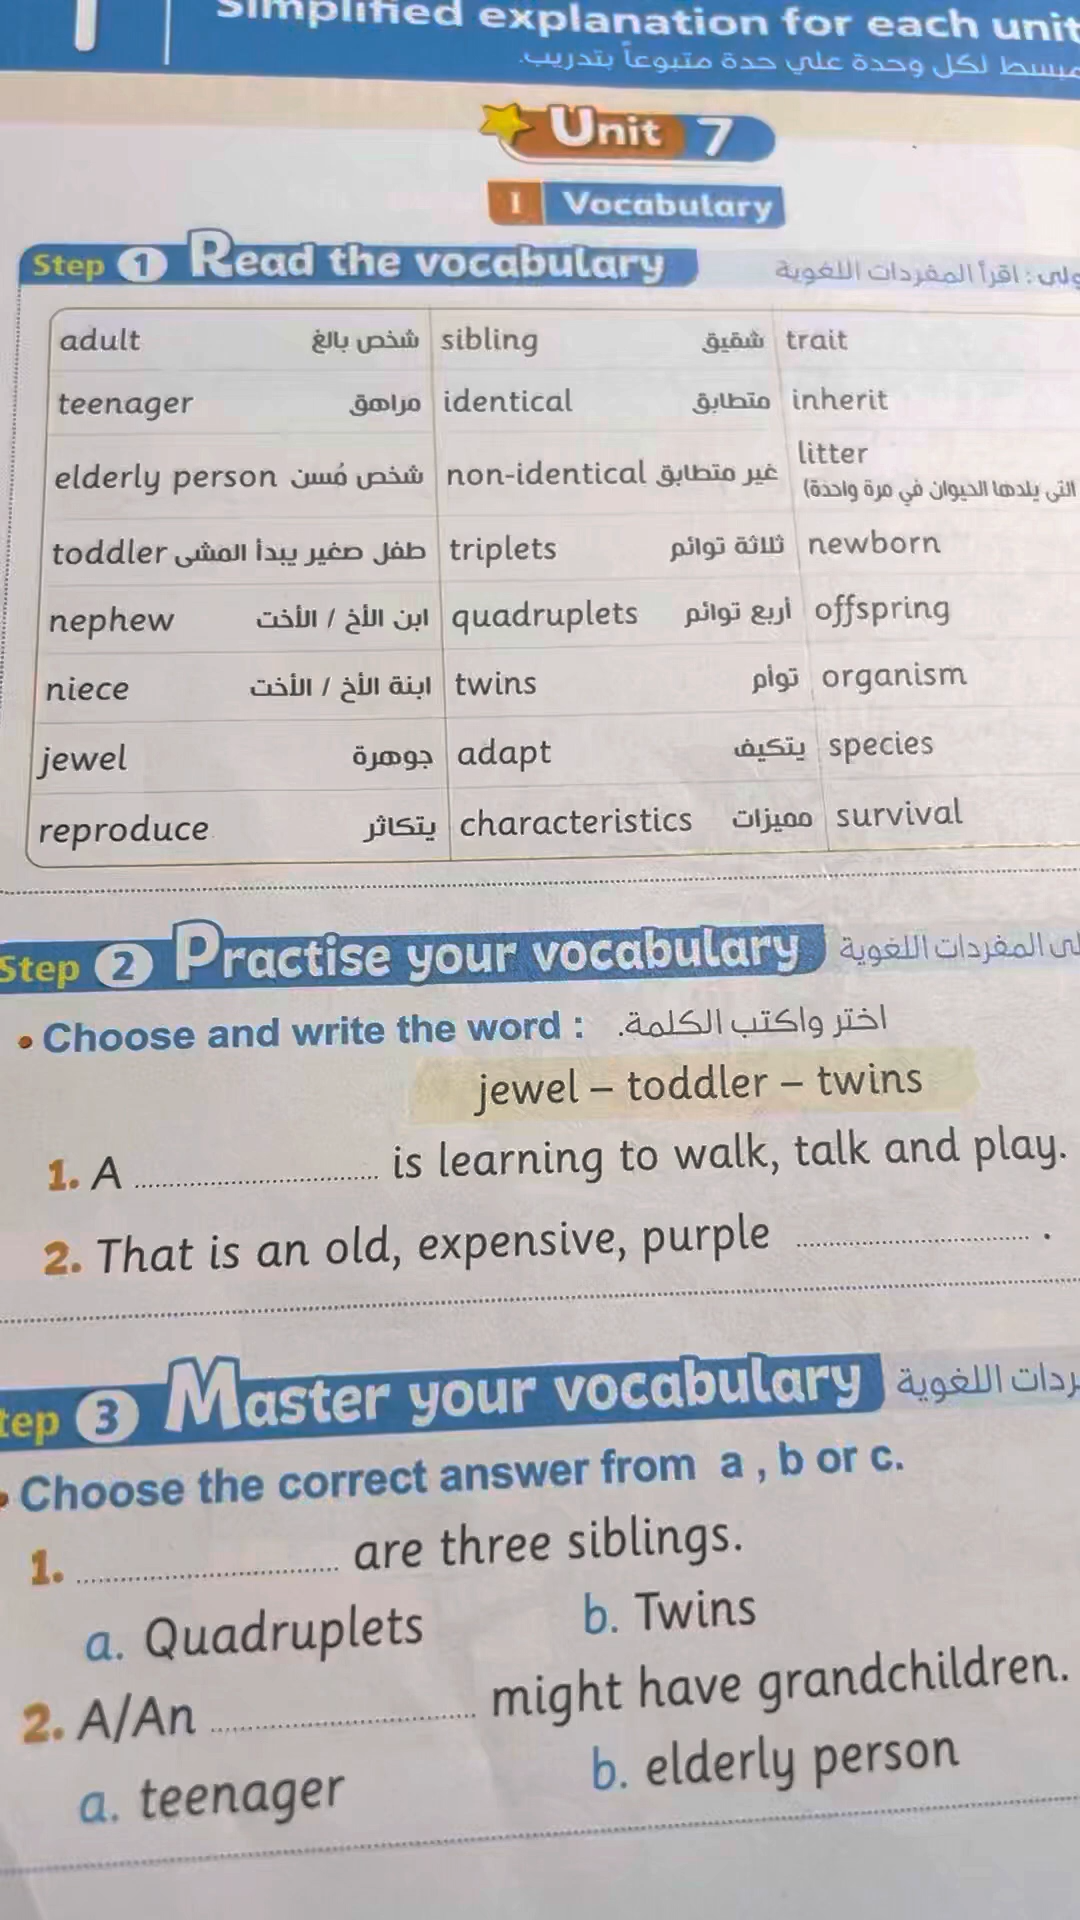 Simplified explanation for each unit
مبسط لكل وحدة علي حدة متبوعاً بتدريب.
Unit 7
I Vocabulary
Step 1 Read the vocabulary : اقرأ المفردات اللغوية
adult شخص بالغ sibling شقيق trait
teenager مراهق identical متطابق inherit
elderly person شخص مُسن non-identical غير متطابق litter
التى يلدها الحيوان في مرة واحدة)
toddler طفل صغير يبدأ المشى triplets ثلاثة توائم newborn
nephew ابن الأخ / الأخت quadruplets أربع توائم offspring
niece ابنة الأخ / الأخت twins توأم organism
jewel جوهرة adapt يتكيف species
reproduce يتكاثر characteristics مميزات survival
Step 2 Practise your vocabulary المفردات اللغوية
• Choose and write the word : اختر واكتب الكلمة.
jewel – toddler – twins
1. A .......... is learning to walk, talk and play.
2. That is an old, expensive, purple .......... .
3 Master your vocabulary اللغوية
• Choose the correct answer from a , b or c.
1. .......... are three siblings.
a. Quadruplets b. Twins
2. A/An .......... might have grandchildren.
a. teenager b. elderly person